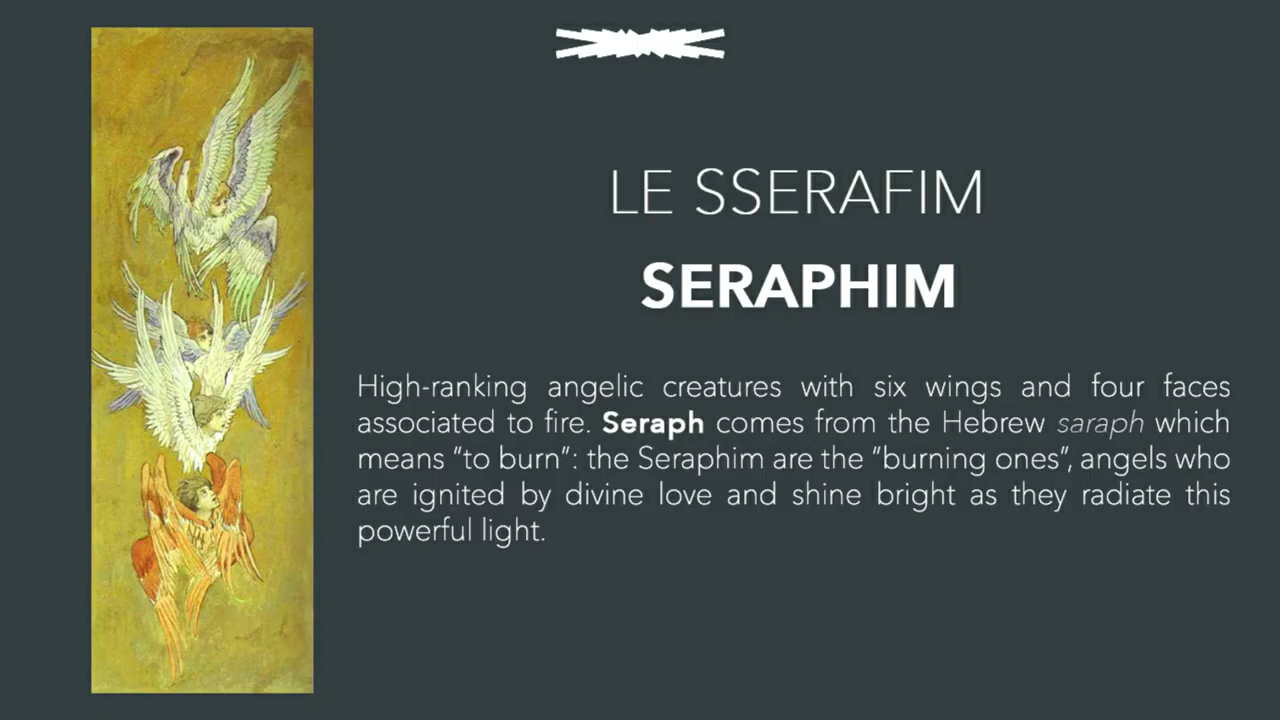 LE SSERAFIM
SERAPHIM
High-ranking angelic creatures with six wings and four faces
associated to fire. Seraph comes from the Hebrew saraph which
means “to burn”: the Seraphim are the “burning ones”, angels who
are ignited by divine love and shine bright as they radiate this
powerful light.